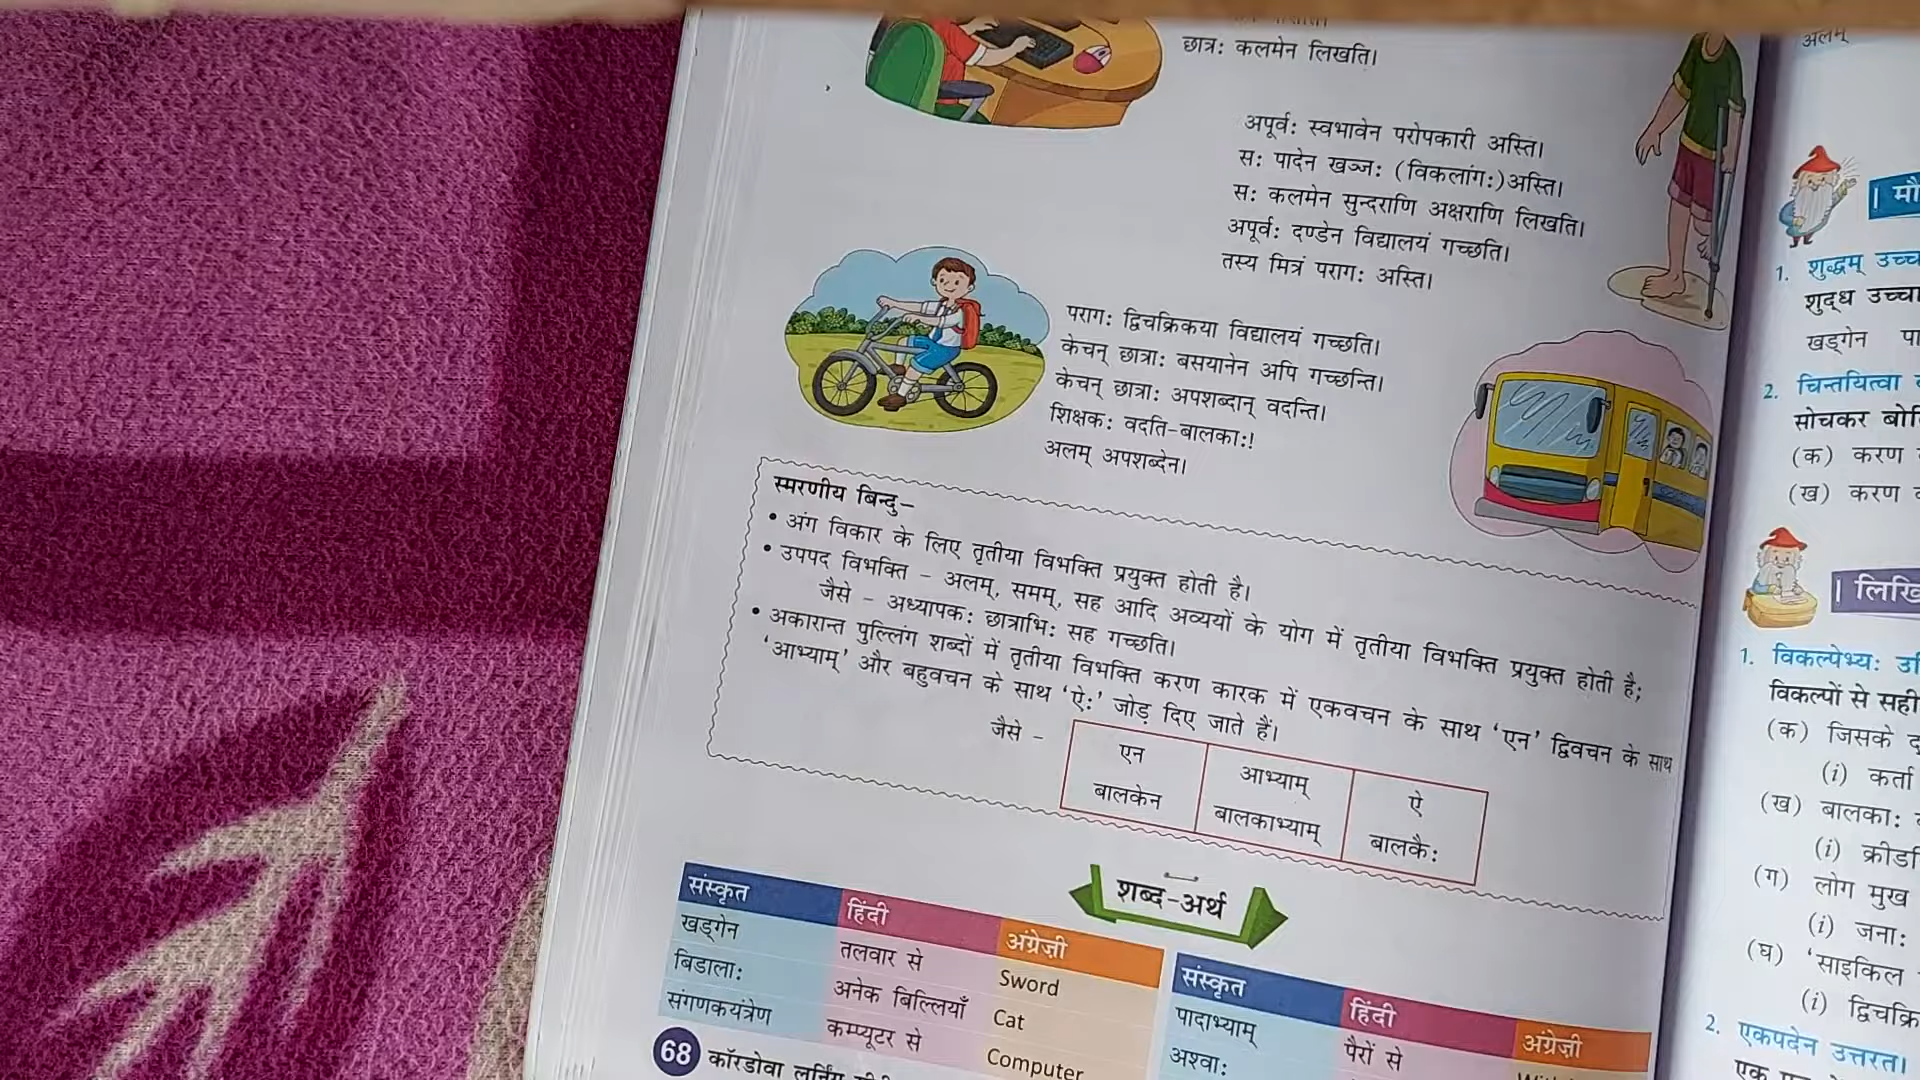 छात्र: कलमेन लिखति।
अपूर्व: स्वभावेन परोपकारी अस्ति।
स: पादेन खञ्ज: (विकलांग:)अस्ति।
स: कलमेन सुन्दराणि अक्षराणि लिखति।
अपूर्व: दण्डेन विद्यालयं गच्छति।
तस्य मित्रं पराग: अस्ति।
पराग: द्विचक्रिकया विद्यालयं गच्छति।
केचन् छात्रा: बसयानेन अपि गच्छन्ति।
केचन् छात्रा: अपशब्दान् वदन्ति।
शिक्षक: वदति-बालका:!
अलम् अपशब्देन।
स्मरणीय बिन्दु–
• अंग विकार के लिए तृतीया विभक्ति प्रयुक्त होती है।
• उपपद विभक्ति – अलम्, समम्, सह आदि अव्ययों के योग में तृतीया विभक्ति प्रयुक्त होती है;
जैसे – अध्यापक: छात्राभि: सह गच्छति।
• अकारान्त पुल्लिंग शब्दों में तृतीया विभक्ति करण कारक में एकवचन के साथ ‘एन’ द्विवचन के साथ
‘आभ्याम्’ और बहुवचन के साथ ‘ऐ:’ जोड़ दिए जाते हैं।
जैसे –
एन आभ्याम् ऐ
बालकेन बालकाभ्याम् बालकै:
शब्द-अर्थ
संस्कृत हिंदी अंग्रेज़ी
खड्गेन तलवार से Sword
बिडाला: अनेक बिल्लियाँ Cat
संगणकयंत्रेण कम्प्यूटर से Computer
संस्कृत हिंदी अंग्रेज़ी
पादाभ्याम् पैरों से
अश्वा:
68 कॉरडोवा लर्निंग
अलम्
1. शुद्धम्
शुद्ध
खड्गेन
2. चिन्तयित्वा
सोचकर
(क) करण
(ख) करण
1. विकल्पेभ्य:
विकल्पों से सही
(क) जिसके
(i) कर्ता
(ख) बालका:
(i)
(ग) लोग मुख
(i) जना:
(घ) ‘साइकिल
(i)
2. एकपदेन उत्तरत।